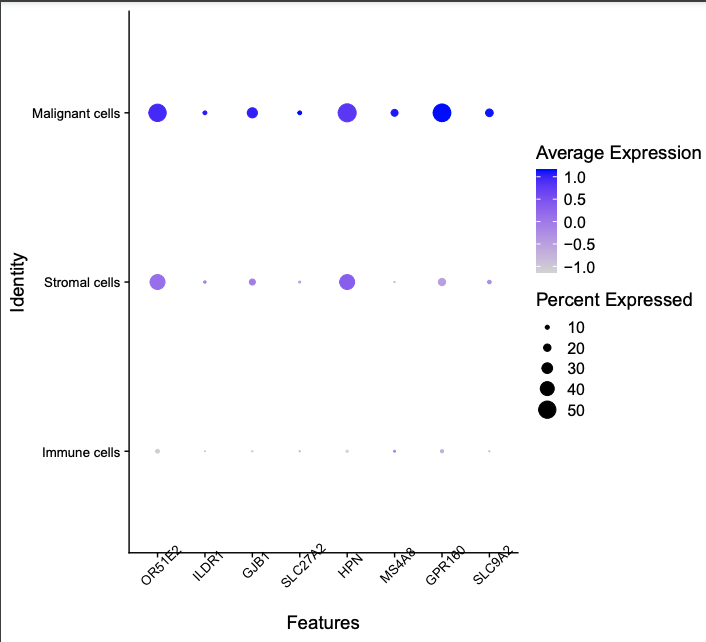 Malignant cells
Stromal cells
Immune cells
Identity
OR51E2
ILDR1
GJB1
SLC27A2
HPN
MS4A8
GPR160
SLC9A2
Features
Average Expression
1.0
0.5
0.0
−0.5
−1.0
Percent Expressed
10
20
30
40
50